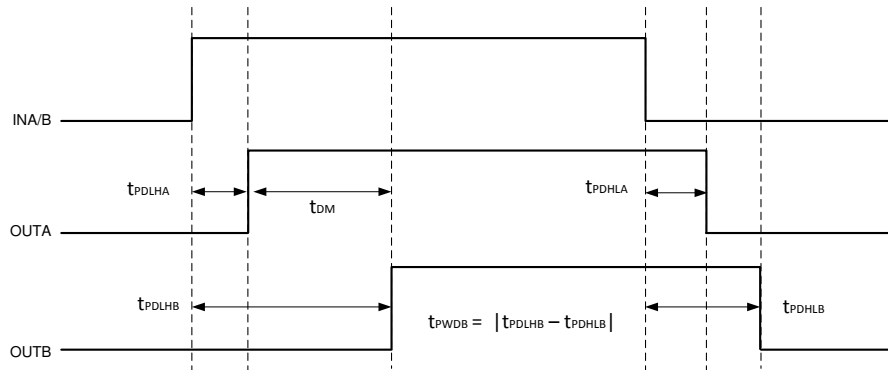 INA/B
tPDLHA
tDM
tPDHLA
OUTA
tPDLHB
tPWDB = |tPDLHB – tPDHLB|
tPDHLB
OUTB